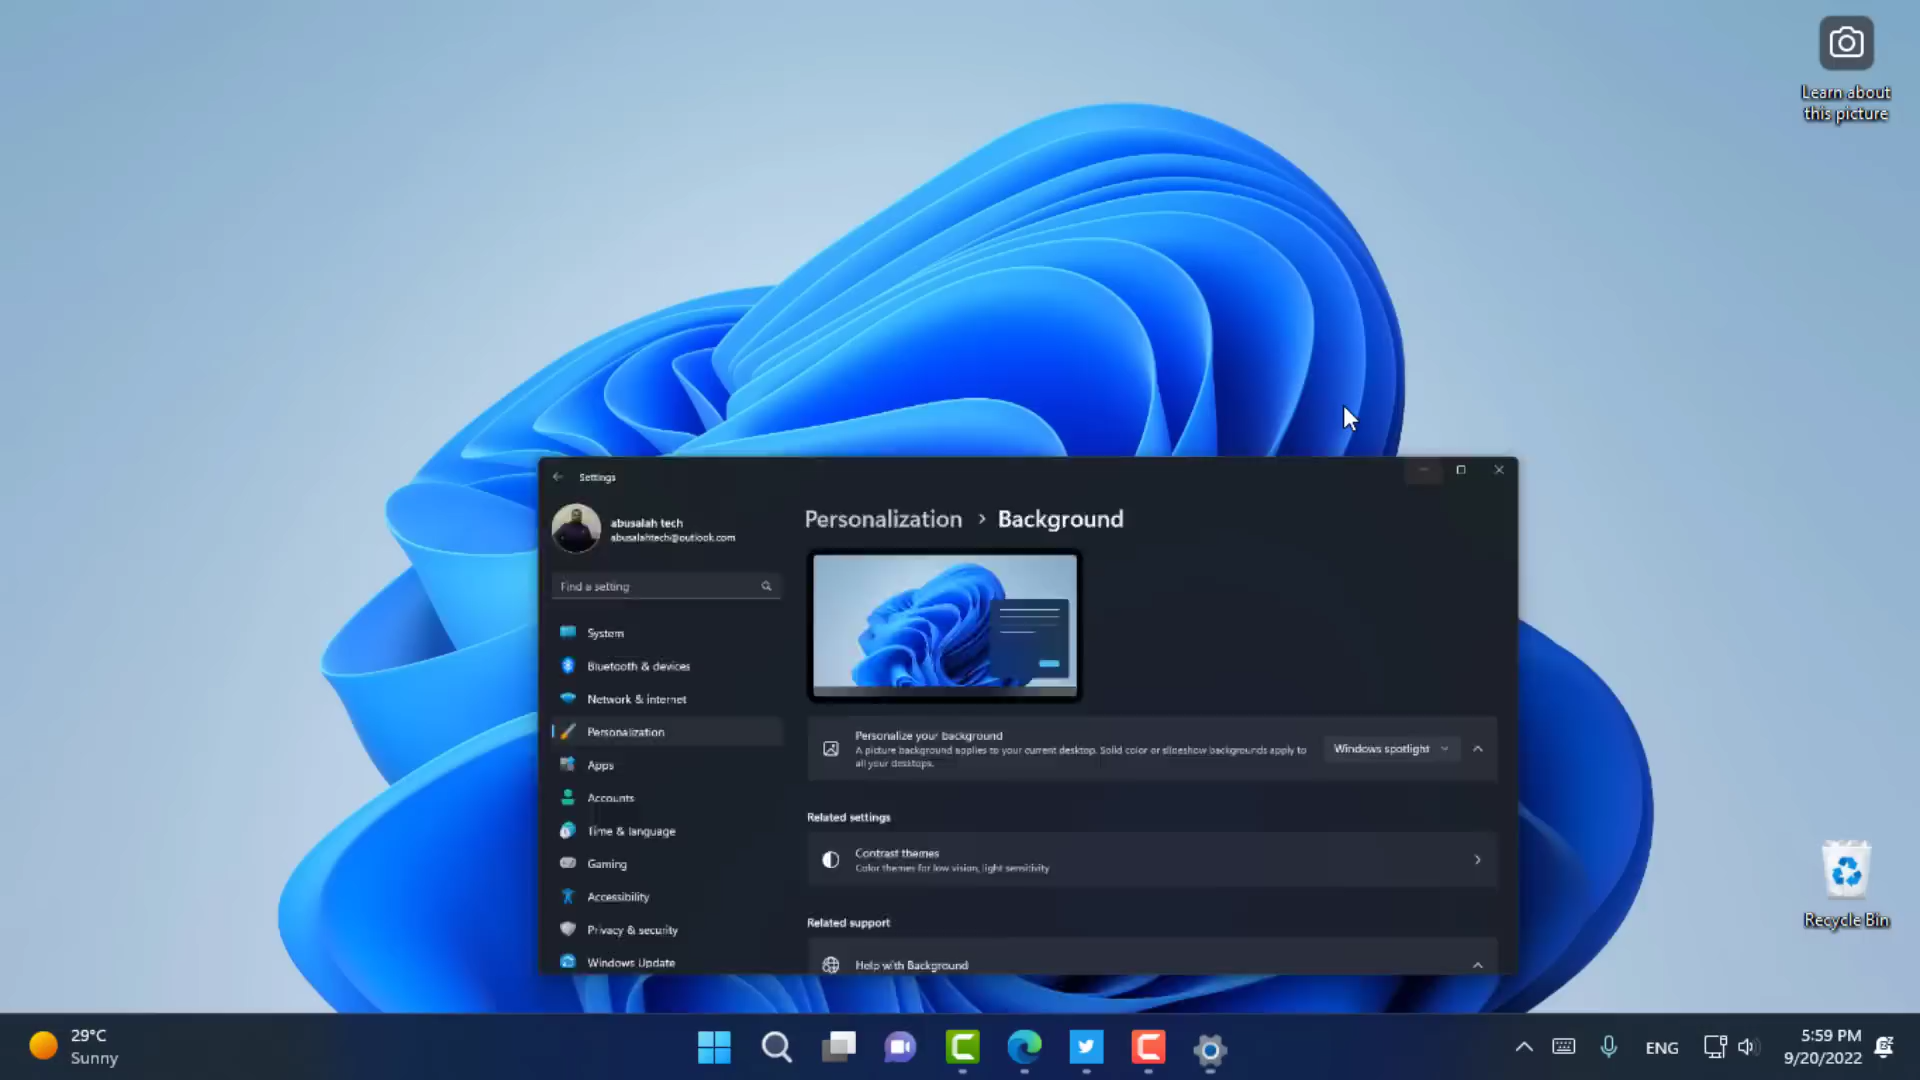 Learn about
this picture
Settings
abusalah tech
abusalahtech@outlook.com
Find a setting
System
Bluetooth & devices
Network & internet
Personalization
Apps
Accounts
Time & language
Gaming
Accessibility
Privacy & security
Windows Update
Personalization > Background
Personalize your background
A picture background applies to your current desktop. Solid color or slideshow backgrounds apply to
all your desktops.
Windows spotlight
Related settings
Contrast themes
Color themes for low vision, light sensitivity
Related support
Help with Background
Recycle Bin
29°C
Sunny
ENG
5:59 PM
9/20/2022